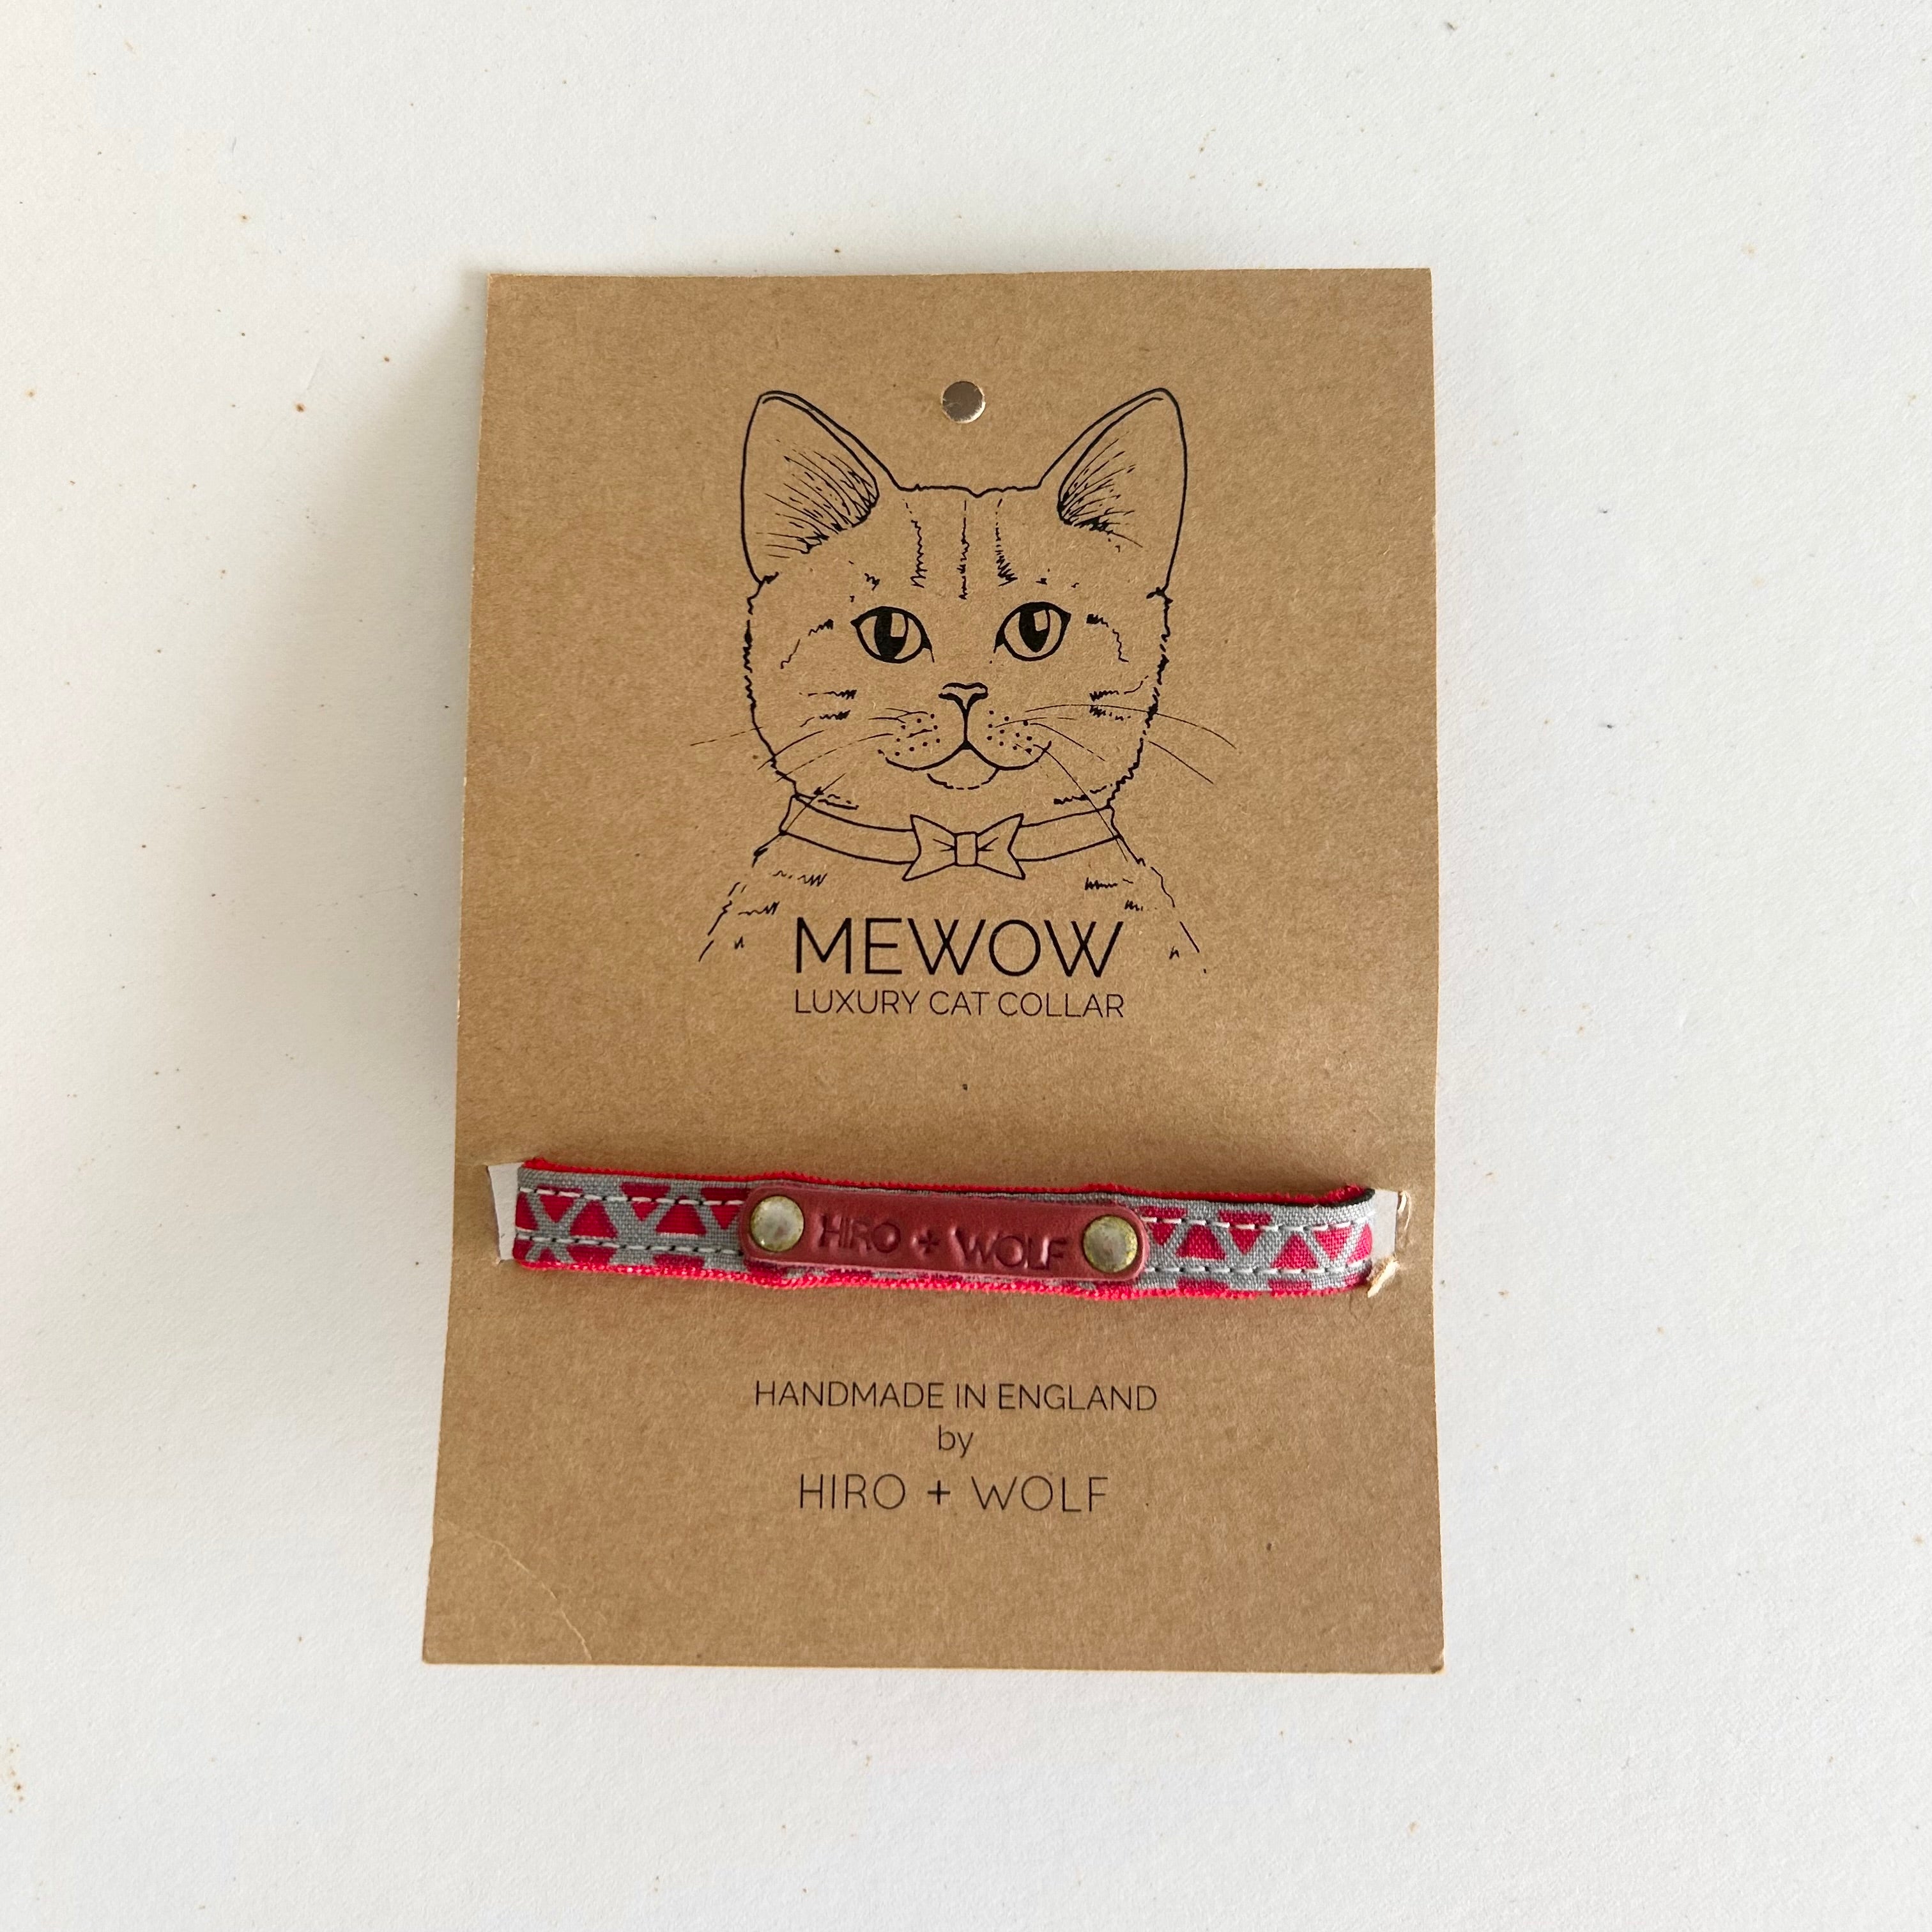 MEWOW
LUXURY CAT COLLAR
HIRO + WOLF
HANDMADE IN ENGLAND
by
HIRO + WOLF